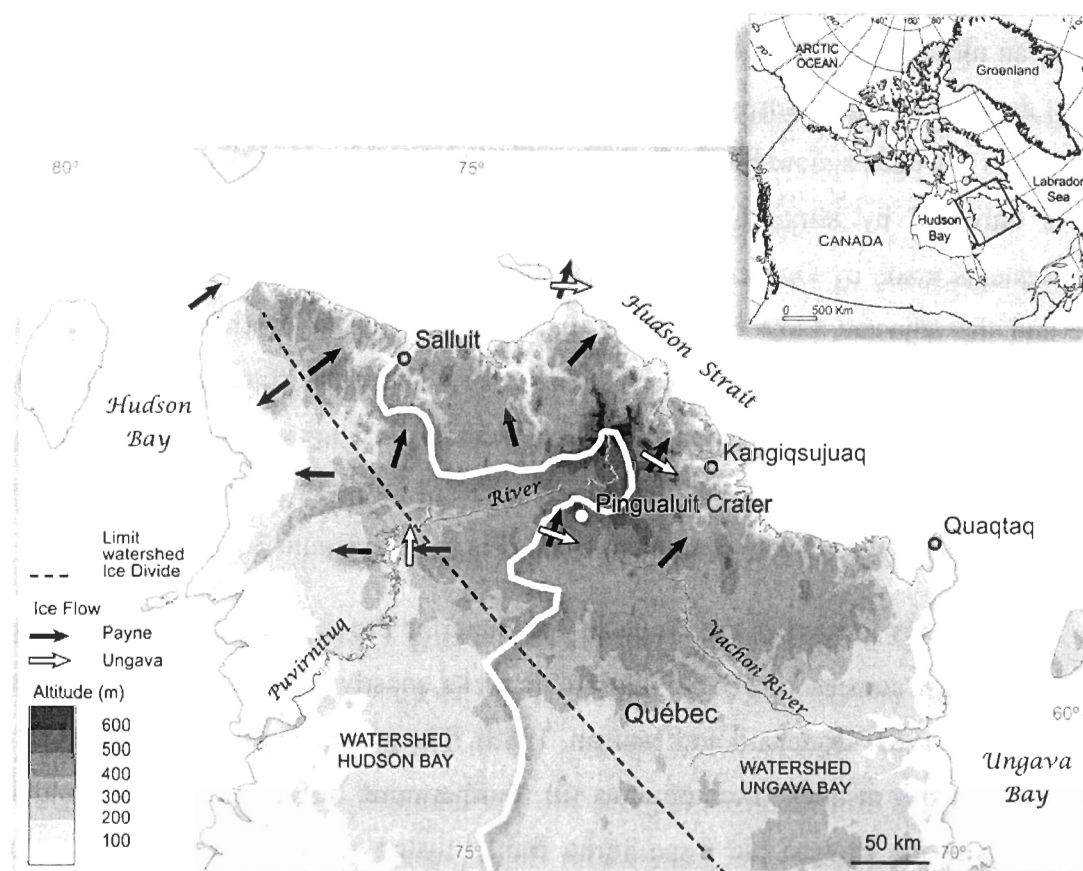 ARCTIC
OCEAN
Groenland
Labrador
Sea
Hudson
Bay
CANADA
0 500 Km
80°
75°
Hudson Strait
Salluit
Hudson
Bay
Kangiqsujuaq
River
Pingualuit Crater
Quaqtaq
Limit
watershed
Ice Divide
Ice Flow
Payne
Ungava
Puvirnituq
Vachon River
Altitude (m)
600
500
400
300
200
100
Québec
60°
WATERSHED
HUDSON BAY
WATERSHED
UNGAVA BAY
Ungava
Bay
75°
50 km
70°